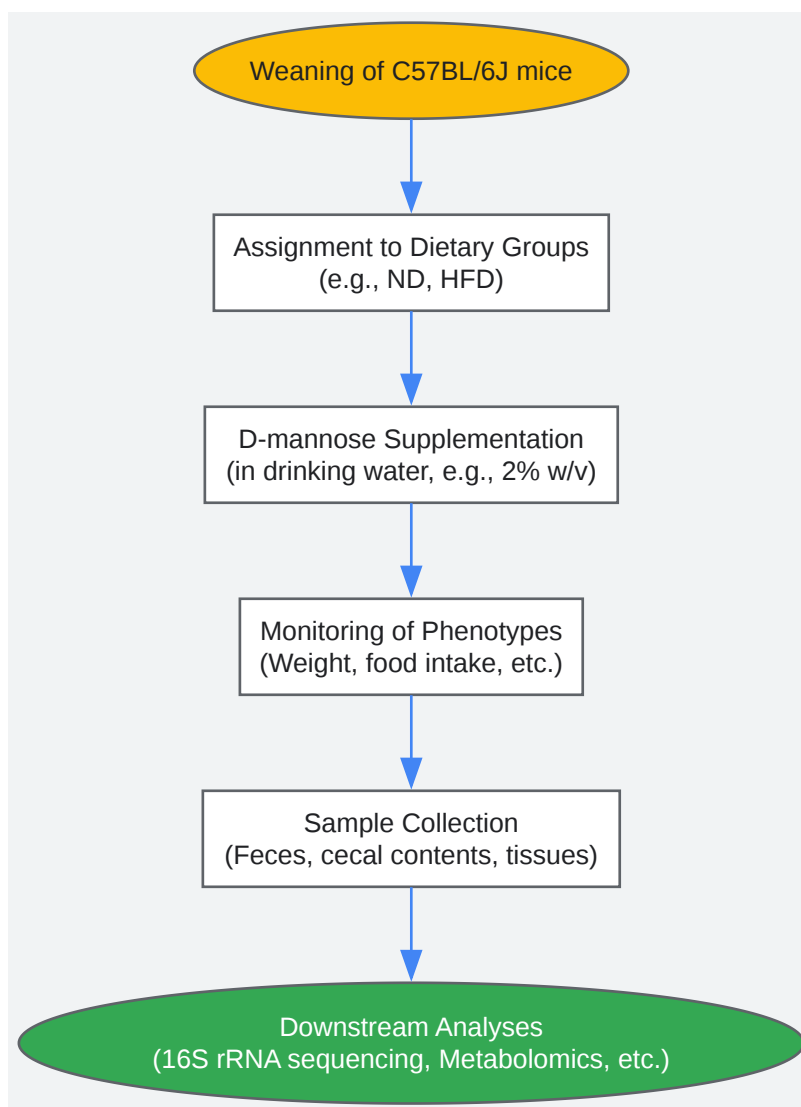 Weaning of C57BL/6J mice
Assignment to Dietary Groups
(e.g., ND, HFD)
D-mannose Supplementation
(in drinking water, e.g., 2% w/v)
Monitoring of Phenotypes
(Weight, food intake, etc.)
Sample Collection
(Feces, cecal contents, tissues)
Downstream Analyses
(16S rRNA sequencing, Metabolomics, etc.)